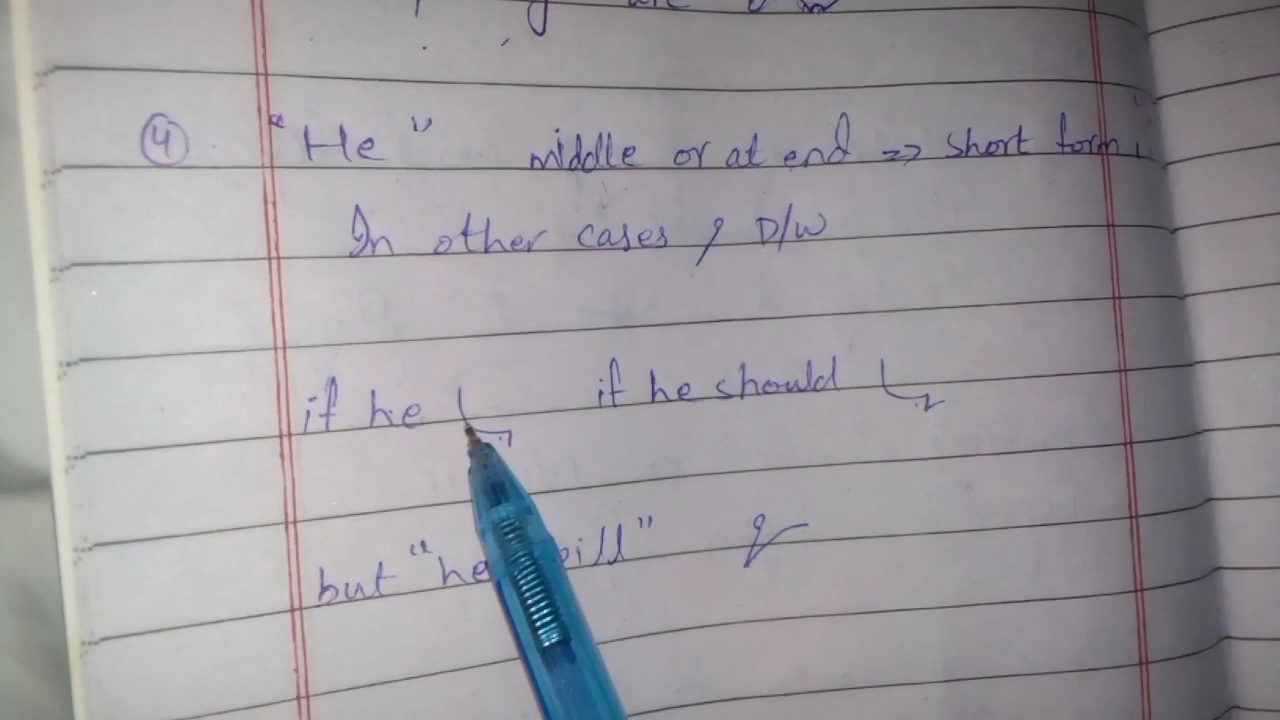 are
④ "He" middle or at end => short form.
In other cases, D/W
if he if he should
but "he will"